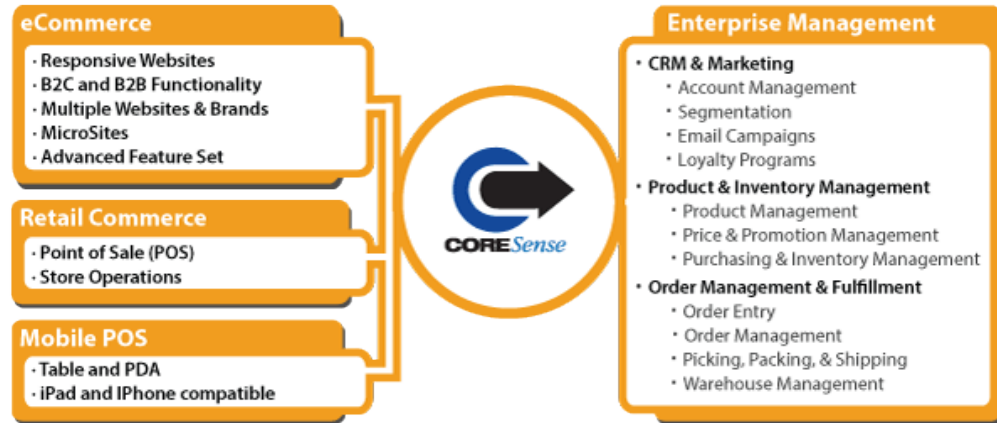 eCommerce
· Responsive Websites
· B2C and B2B Functionality
· Multiple Websites & Brands
· MicroSites
· Advanced Feature Set
Retail Commerce
· Point of Sale (POS)
· Store Operations
Mobile POS
· Table and PDA
· iPad and IPhone compatible
CORESense
Enterprise Management
· CRM & Marketing
· Account Management
· Segmentation
· Email Campaigns
· Loyalty Programs
· Product & Inventory Management
· Product Management
· Price & Promotion Management
· Purchasing & Inventory Management
· Order Management & Fulfillment
· Order Entry
· Order Management
· Picking, Packing, & Shipping
· Warehouse Management